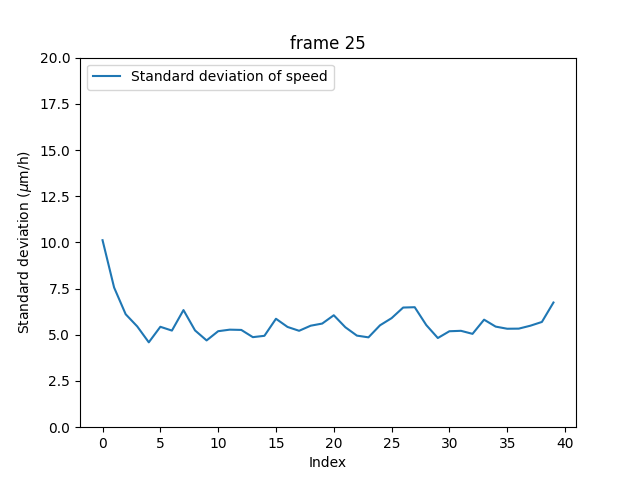 frame 25
20.0
17.5
15.0
12.5
10.0
7.5
5.0
2.5
0.0
Standard deviation (μm/h)
Standard deviation of speed
0 5 10 15 20 25 30 35 40
Index